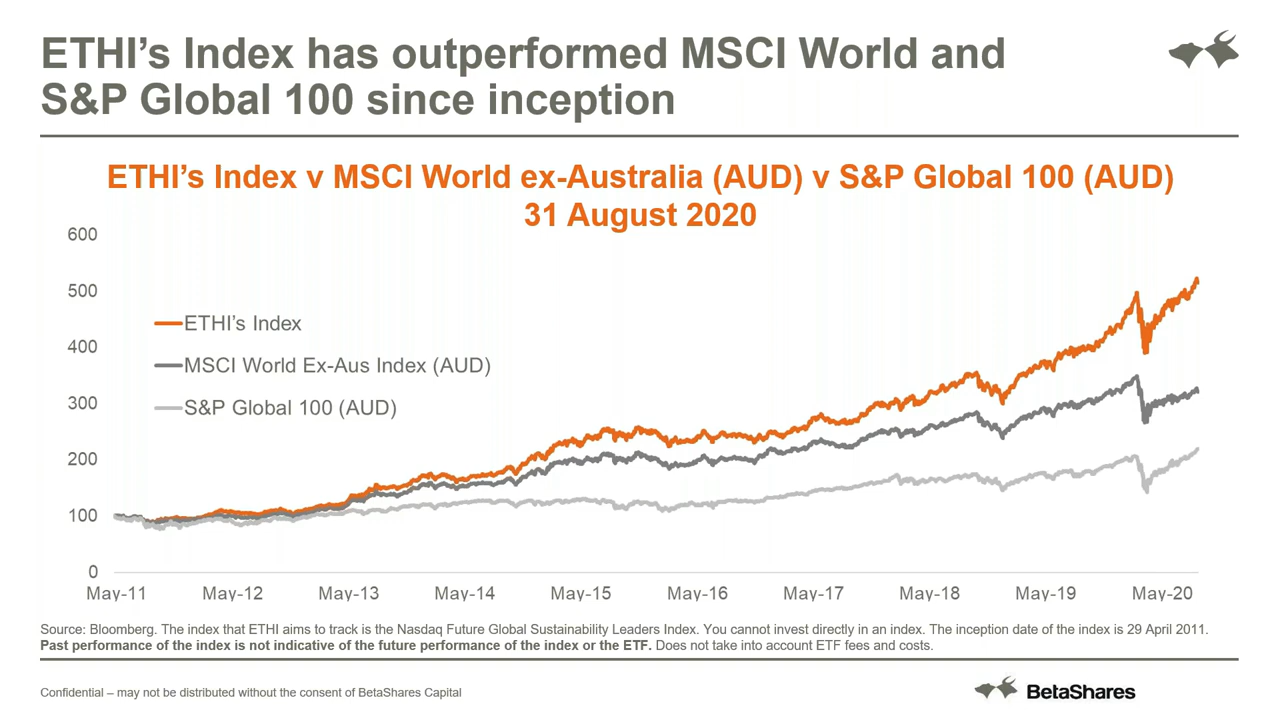 ETHI’s Index has outperformed MSCI World and
S&P Global 100 since inception
ETHI’s Index v MSCI World ex-Australia (AUD) v S&P Global 100 (AUD)
31 August 2020
600
500
400
300
200
100
0
ETHI’s Index
MSCI World Ex-Aus Index (AUD)
S&P Global 100 (AUD)
May-11 May-12 May-13 May-14 May-15 May-16 May-17 May-18 May-19 May-20
Source: Bloomberg. The index that ETHI aims to track is the Nasdaq Future Global Sustainability Leaders Index. You cannot invest directly in an index. The inception date of the index is 29 April 2011.
Past performance of the index is not indicative of the future performance of the index or the ETF. Does not take into account ETF fees and costs.
Confidential – may not be distributed without the consent of BetaShares Capital
BetaShares